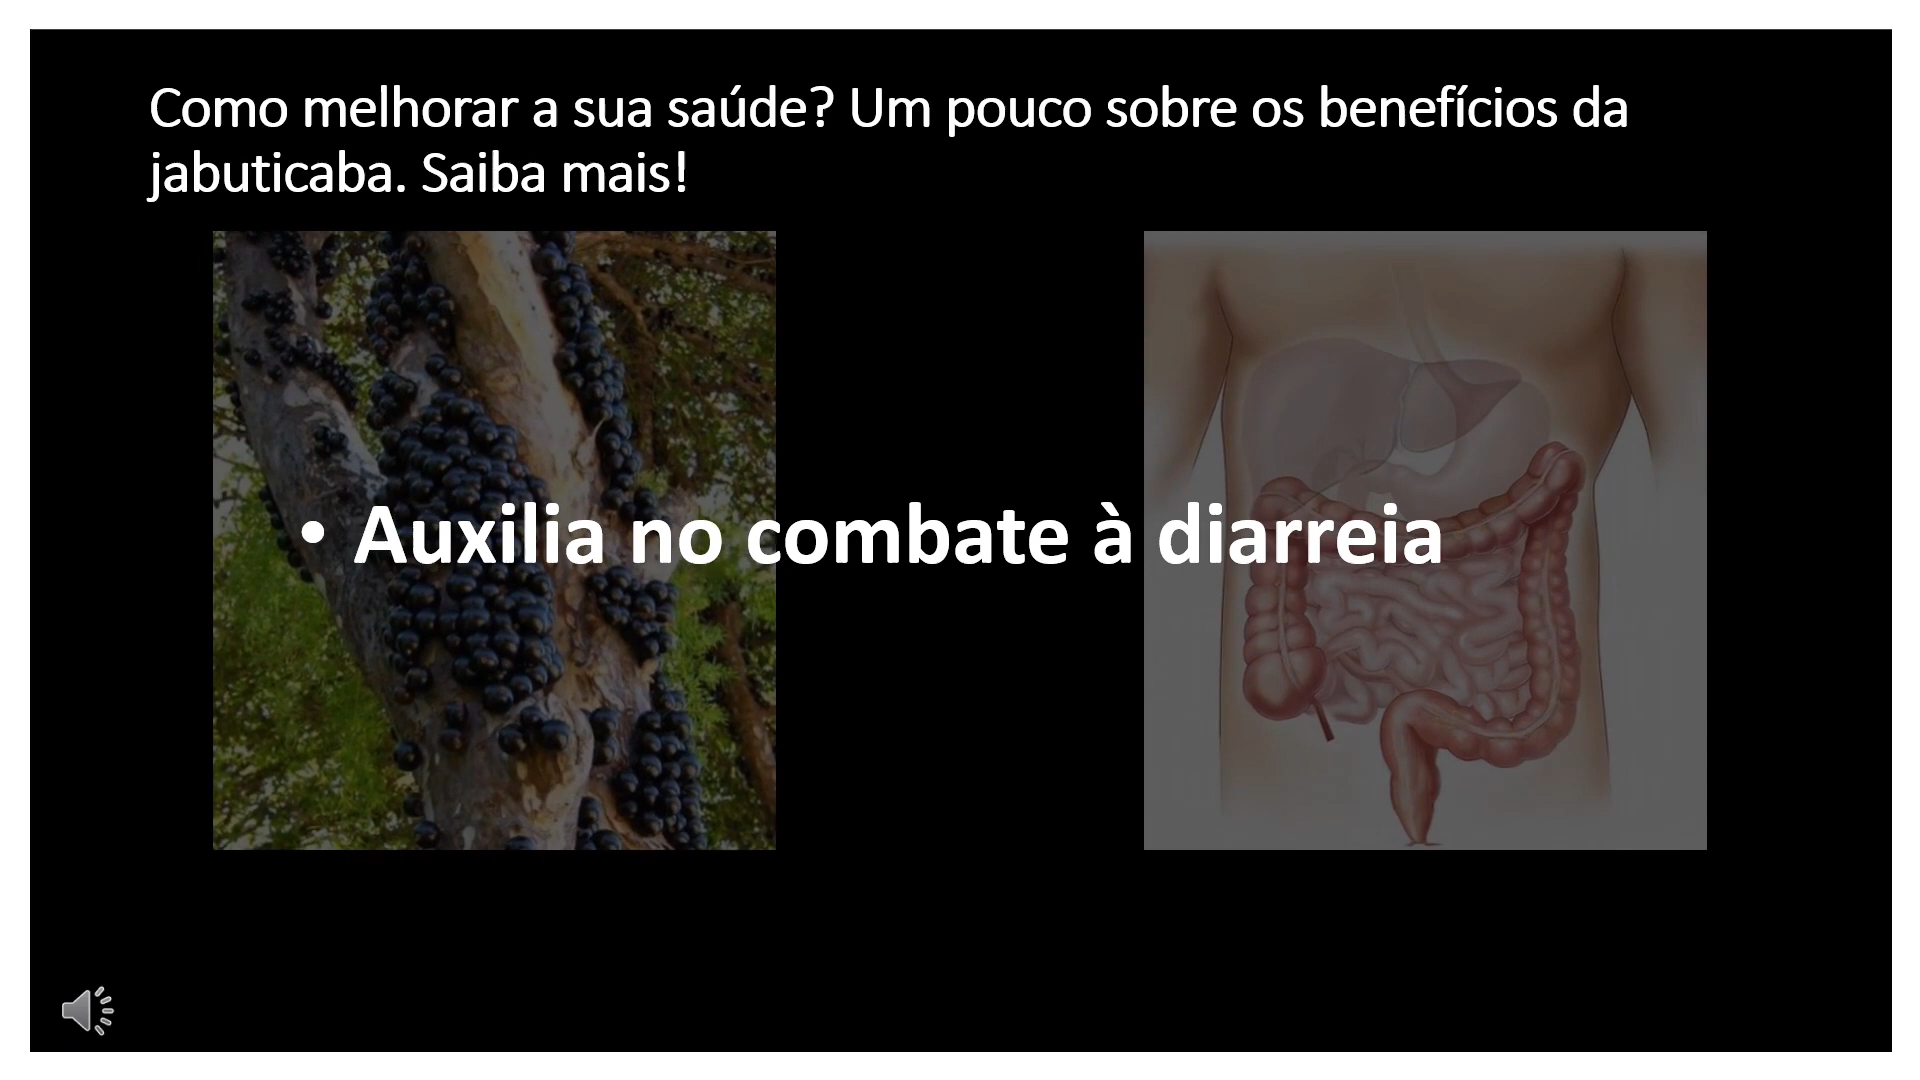 Como melhorar a sua saúde? Um pouco sobre os benefícios da
jabuticaba. Saiba mais!
• Auxilia no combate à diarreia